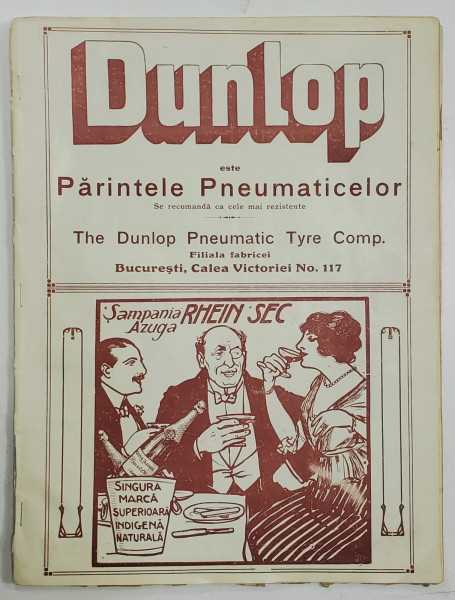 Dunlop
este
Părintele Pneumaticelor
Se recomandă ca cele mai rezistente
The Dunlop Pneumatic Tyre Comp.
Filiala fabricei
Bucureşti, Calea Victoriei No. 117
Şampania RHEIN SEC
Azuga
SINGURA
MARCĂ
SUPERIOARĂ
INDIGENĂ
NATURALĂ